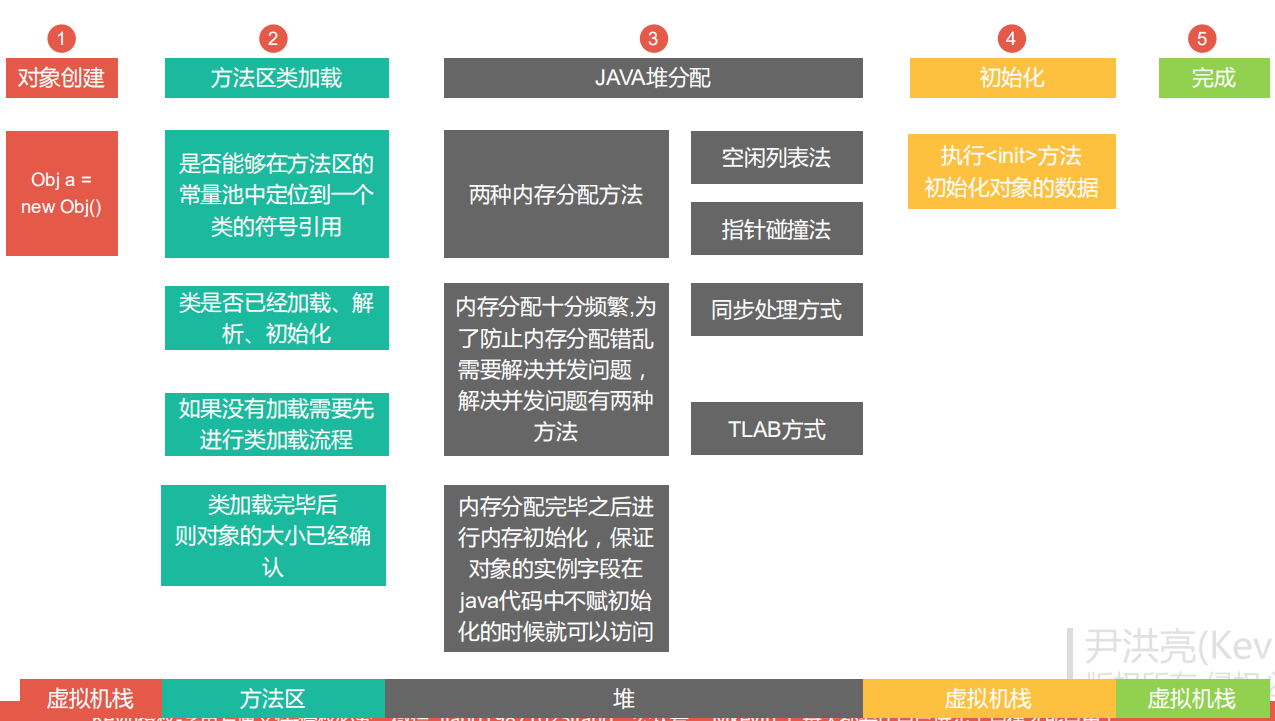 1
2
3
4
5
对象创建
方法区类加载
JAVA堆分配
初始化
完成
Obj a =
new Obj()
是否能够在方法区的
常量池中定位到一个
类的符号引用
类是否已经加载、解
析、初始化
如果没有加载需要先
进行类加载流程
类加载完毕后
则对象的大小已经确
认
两种内存分配方法
空闲列表法
指针碰撞法
内存分配十分频繁,为
了防止内存分配错乱
需要解决并发问题，
解决并发问题有两种
方法
同步处理方式
TLAB方式
内存分配完毕之后进
行内存初始化，保证
对象的实例字段在
java代码中不赋初始
化的时候就可以访问
执行<init>方法
初始化对象的数据
尹洪亮(Kev
虚拟机栈
方法区
堆
虚拟机栈
虚拟机栈